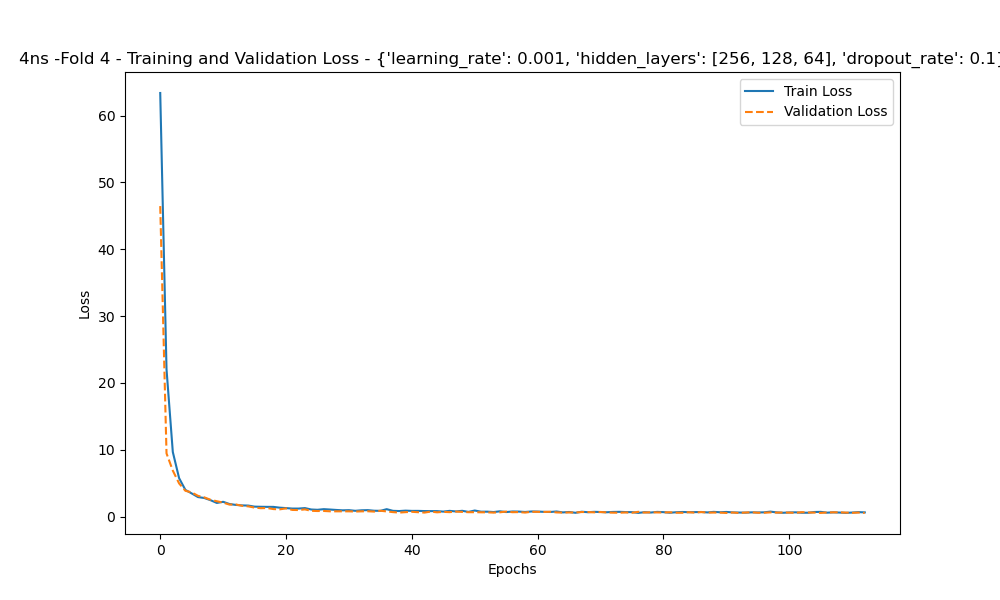 4ns -Fold 4 - Training and Validation Loss - {'learning_rate': 0.001, 'hidden_layers': [256, 128, 64], 'dropout_rate': 0.1}
Train Loss
Validation Loss
60
50
40
30
20
10
0
Loss
0 20 40 60 80 100
Epochs